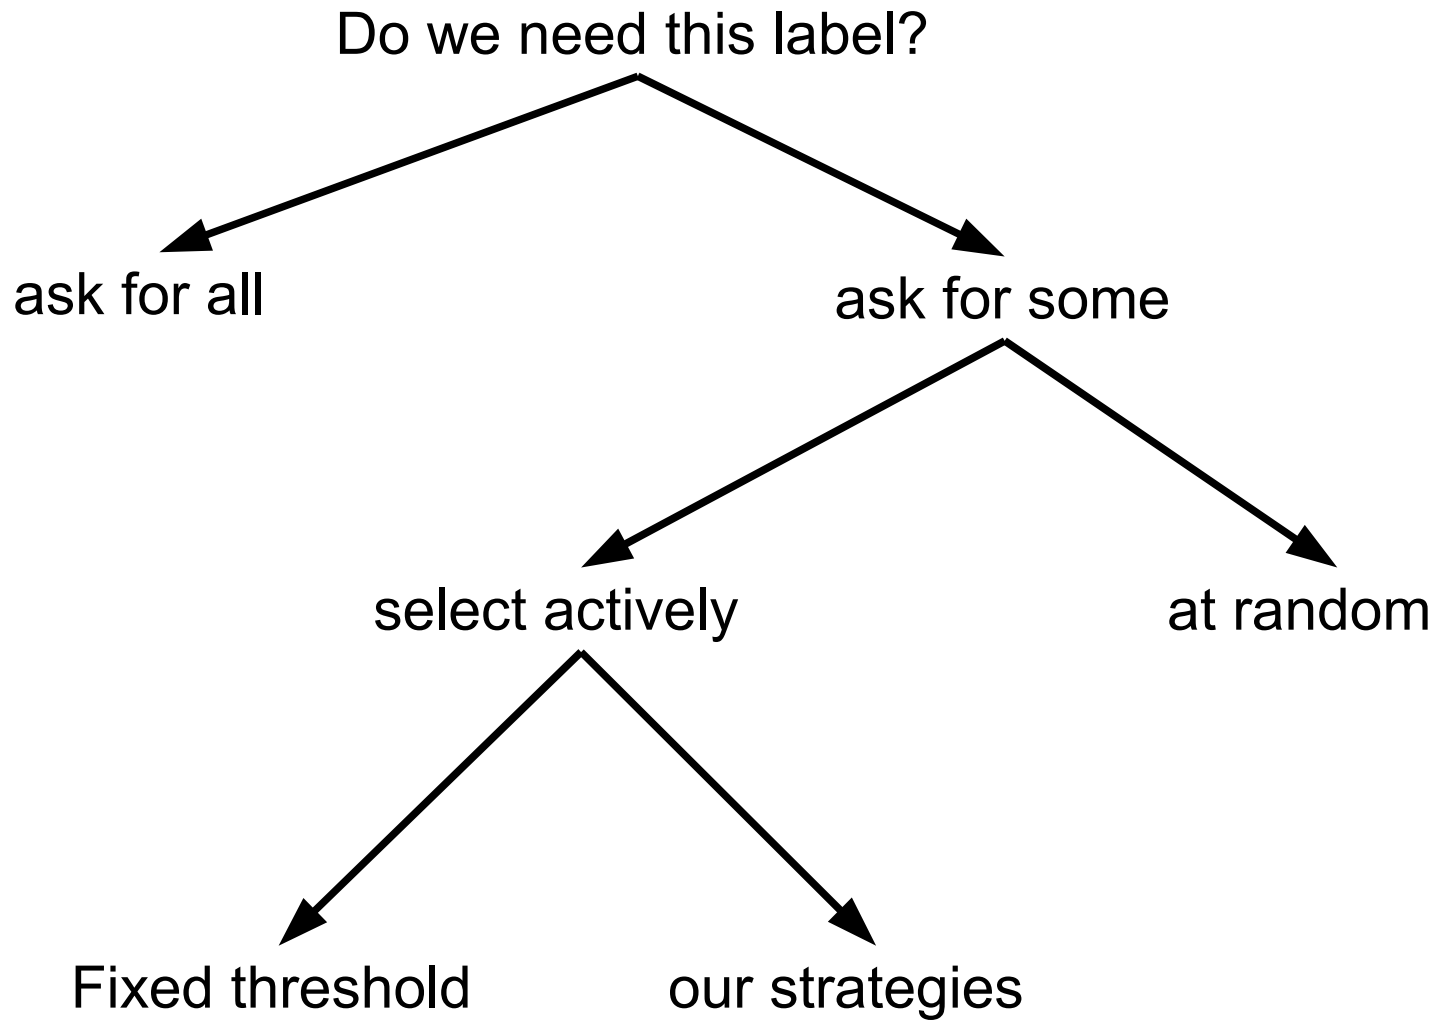 Do we need this label?
ask for all
ask for some
select actively
at random
Fixed threshold
our strategies